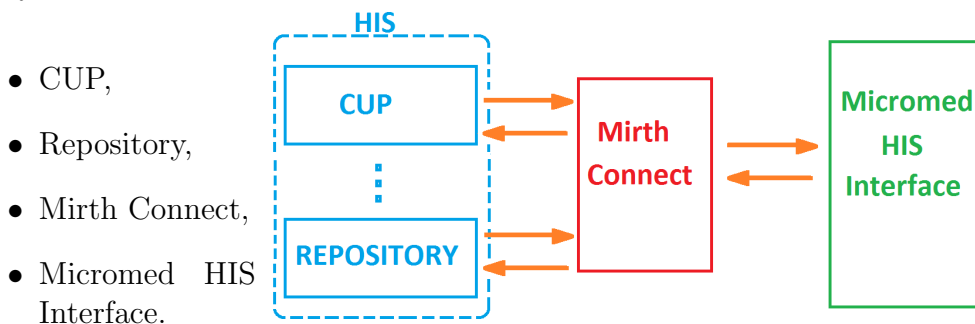 • CUP,
• Repository,
• Mirth Connect,
• Micromed HIS
Interface.
HIS
CUP
REPOSITORY
Mirth
Connect
Micromed
HIS
Interface